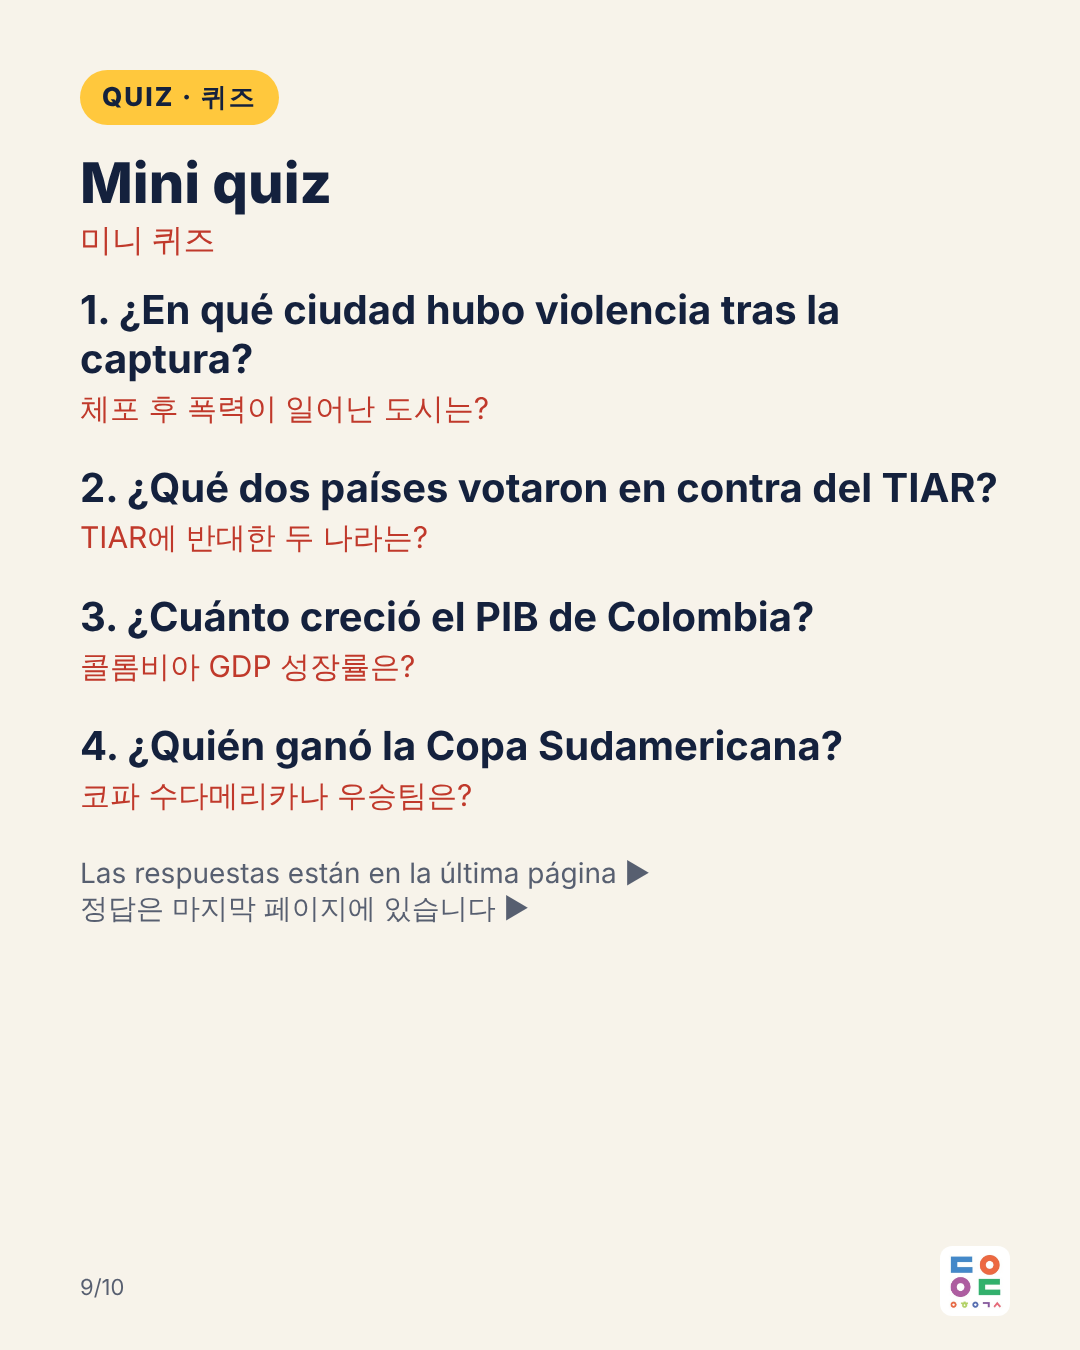 QUIZ · 퀴즈
Mini quiz
미니 퀴즈
1. ¿En qué ciudad hubo violencia tras la
captura?
체포 후 폭력이 일어난 도시는?
2. ¿Qué dos países votaron en contra del TIAR?
TIAR에 반대한 두 나라는?
3. ¿Cuánto creció el PIB de Colombia?
콜롬비아 GDP 성장률은?
4. ¿Quién ganó la Copa Sudamericana?
코파 수다메리카나 우승팀은?
Las respuestas están en la última página ▶
정답은 마지막 페이지에 있습니다 ▶
9/10